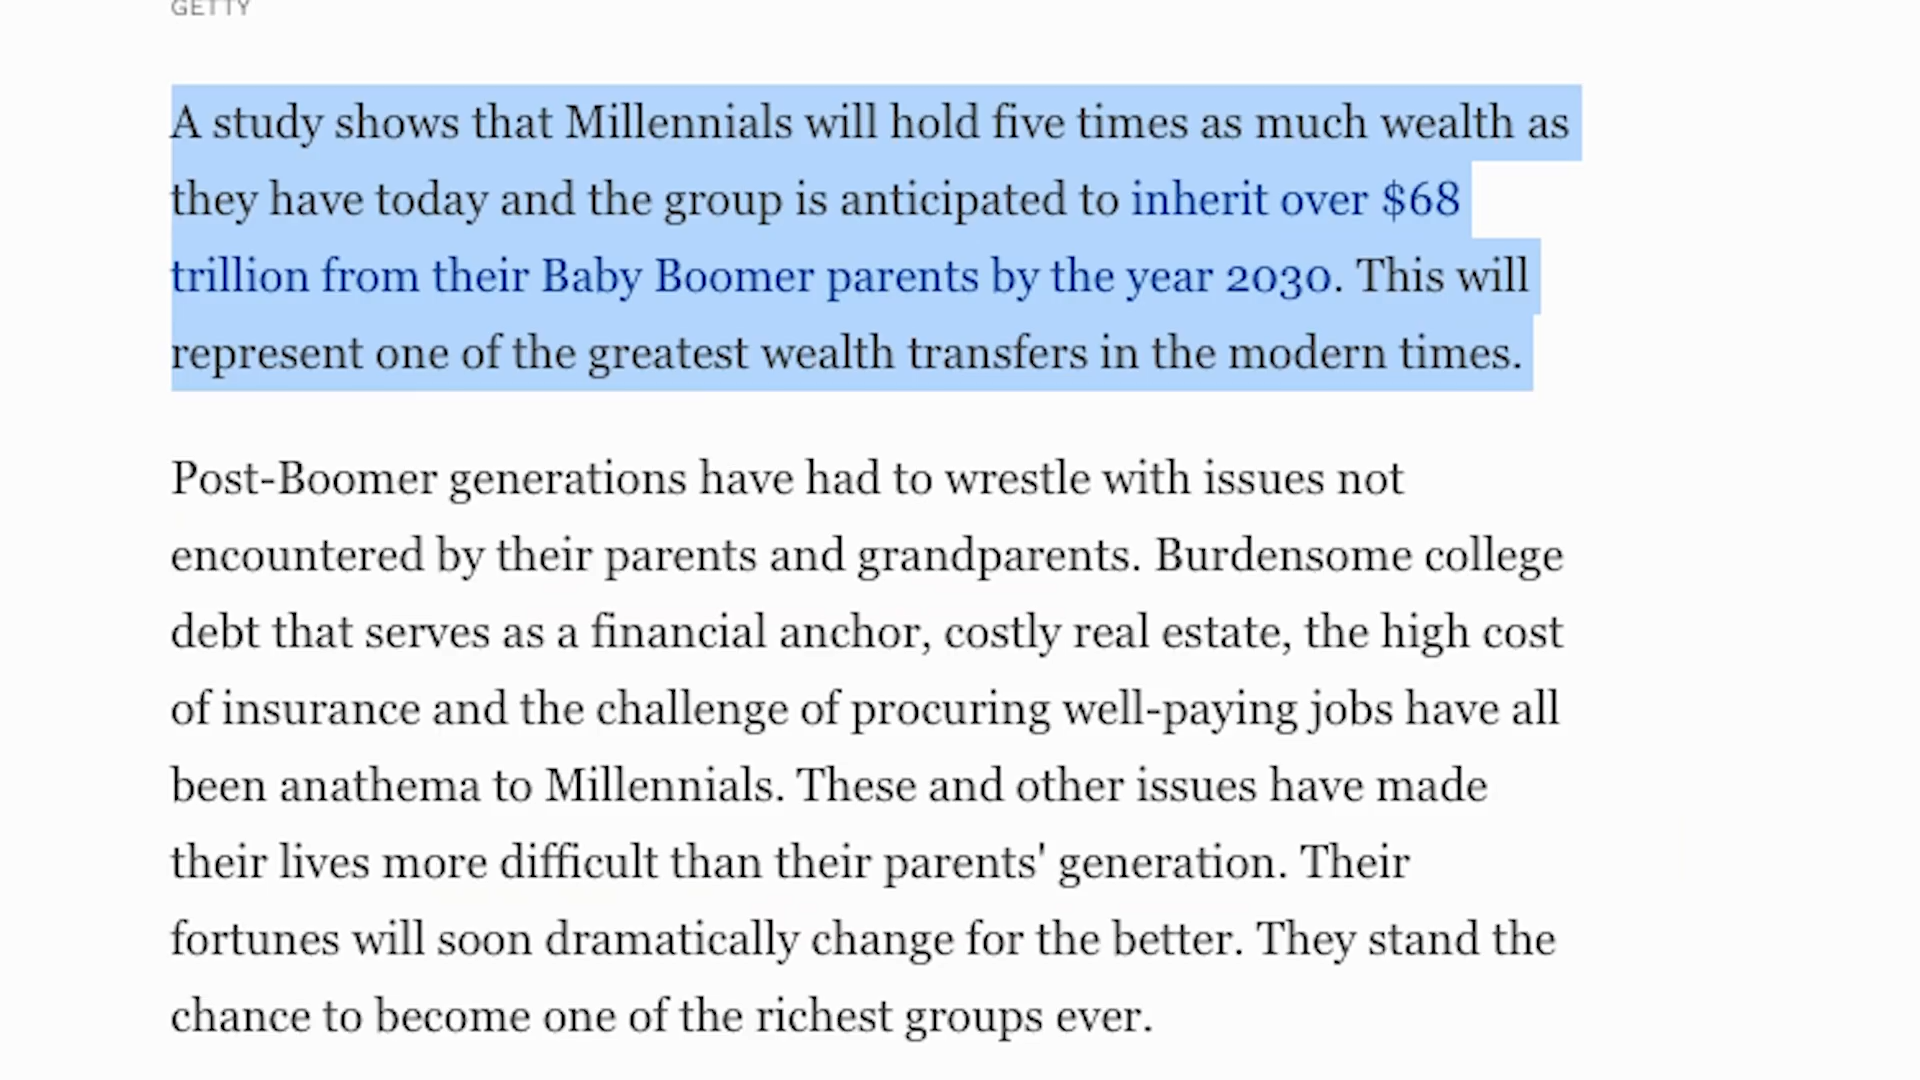 GETTY
A study shows that Millennials will hold five times as much wealth as
they have today and the group is anticipated to inherit over $68
trillion from their Baby Boomer parents by the year 2030. This will
represent one of the greatest wealth transfers in the modern times.
Post-Boomer generations have had to wrestle with issues not
encountered by their parents and grandparents. Burdensome college
debt that serves as a financial anchor, costly real estate, the high cost
of insurance and the challenge of procuring well-paying jobs have all
been anathema to Millennials. These and other issues have made
their lives more difficult than their parents' generation. Their
fortunes will soon dramatically change for the better. They stand the
chance to become one of the richest groups ever.